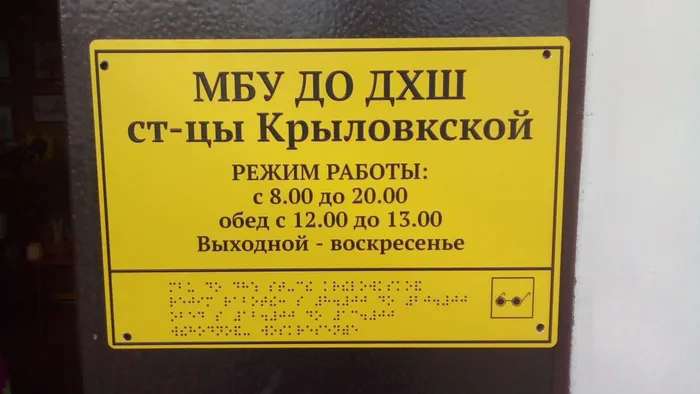 МБУ ДО ДХШ
ст-цы Крыловкской
РЕЖИМ РАБОТЫ:
с 8.00 до 20.00
обед с 12.00 до 13.00
Выходной - воскресенье